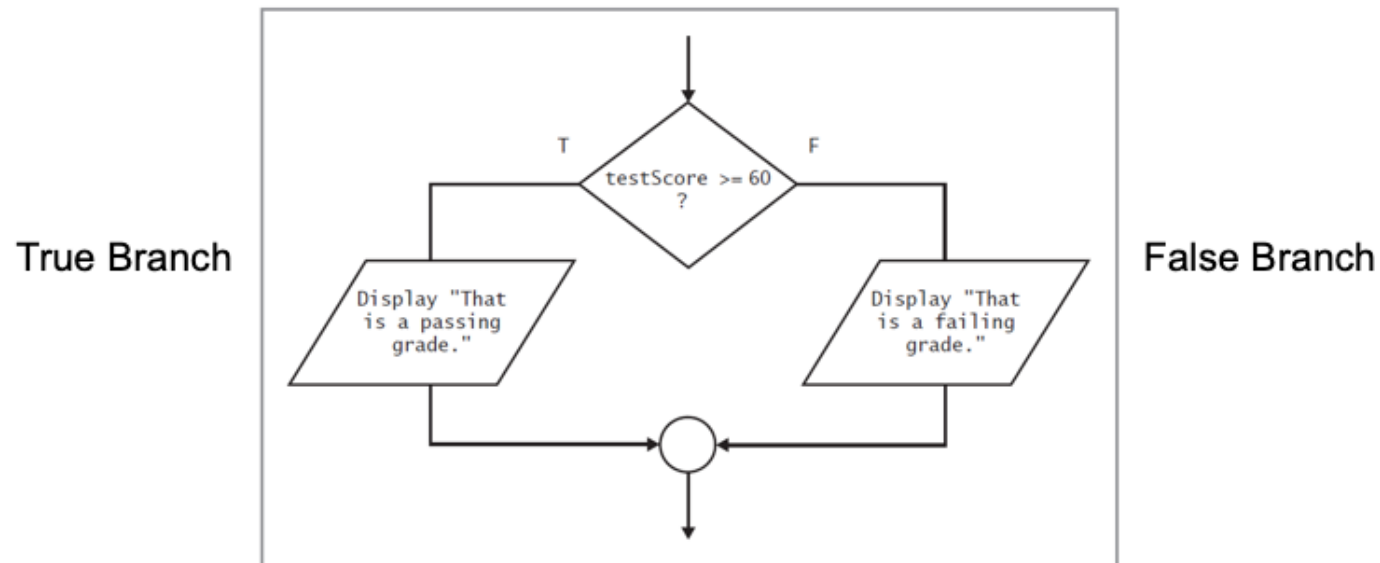 T
F
testScore >= 60
?
True Branch
False Branch
Display "That
is a passing
grade."
Display "That
is a failing
grade."